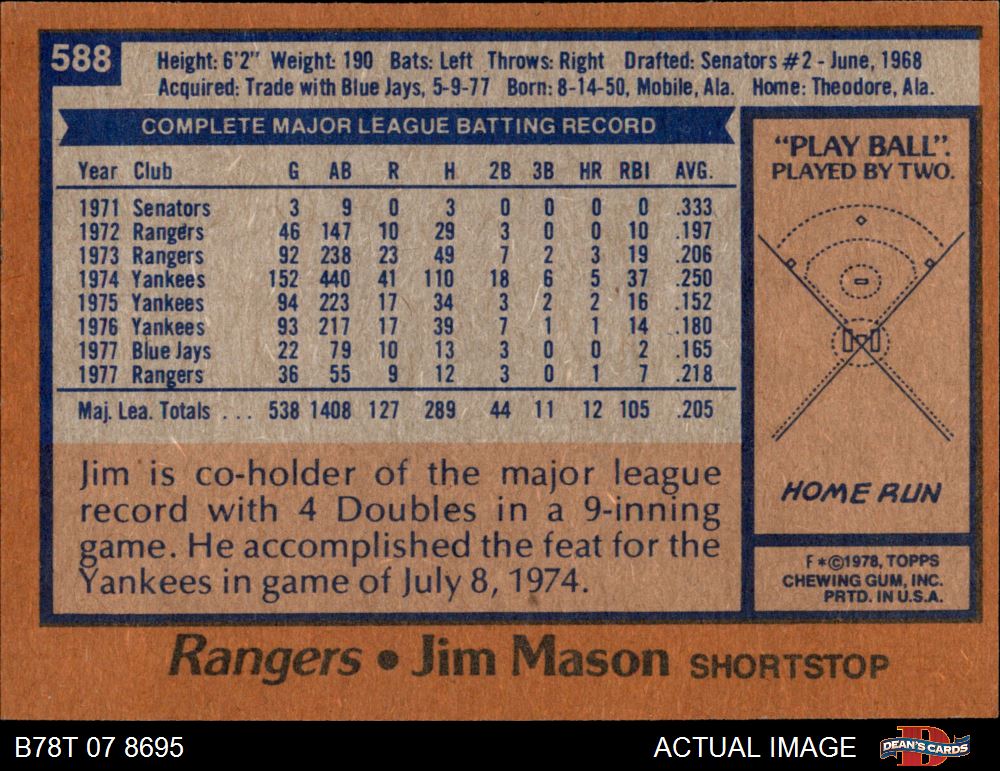 588
Height: 6'2" Weight: 190 Bats: Left Throws: Right Drafted: Senators #2 - June, 1968
Acquired: Trade with Blue Jays, 5-9-77 Born: 8-14-50, Mobile, Ala. Home: Theodore, Ala.
COMPLETE MAJOR LEAGUE BATTING RECORD
Year Club G AB R H 2B 3B HR RBI AVG.
1971 Senators 3 9 0 3 0 0 0 0 .333
1972 Rangers 46 147 10 29 3 0 0 10 .197
1973 Rangers 92 238 23 49 7 2 3 19 .206
1974 Yankees 152 440 41 110 18 6 5 37 .250
1975 Yankees 94 223 17 34 3 2 2 16 .152
1976 Yankees 93 217 17 39 7 1 1 14 .180
1977 Blue Jays 22 79 10 13 3 0 0 2 .165
1977 Rangers 36 55 9 12 3 0 1 7 .218
Maj. Lea. Totals ... 538 1408 127 289 44 11 12 105 .205
Jim is co-holder of the major league
record with 4 Doubles in a 9-inning
game. He accomplished the feat for the
Yankees in game of July 8, 1974.
"PLAY BALL".
PLAYED BY TWO.
HOME RUN
F*©1978, TOPPS
CHEWING GUM, INC.
PRTD. IN U.S.A.
Rangers • Jim Mason SHORTSTOP
B78T 07 8695
ACTUAL IMAGE
DEAN'S CARDS